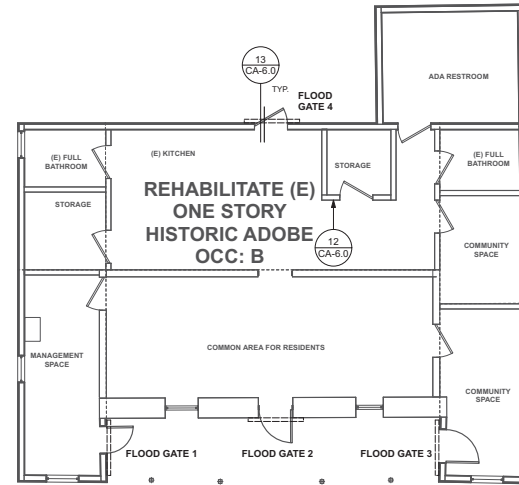 13
CA-6.0
TYP.
FLOOD
GATE 4
ADA RESTROOM
(E) FULL
BATHROOM
(E) KITCHEN
STORAGE
(E) FULL
BATHROOM
STORAGE
REHABILITATE (E)
ONE STORY
HISTORIC ADOBE
OCC: B
12
CA-6.0
COMMUNITY
SPACE
MANAGEMENT
SPACE
COMMON AREA FOR RESIDENTS
COMMUNITY
SPACE
FLOOD GATE 1
FLOOD GATE 2
FLOOD GATE 3